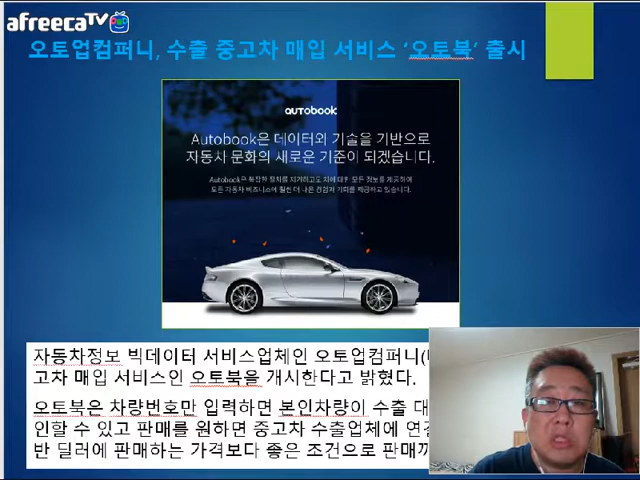 afreecaTV
오토업컴퍼니, 수출 중고차 매입 서비스 ‘오토북’ 출시
autobook
Autobook은 데이터와 기술을 기반으로
자동차 문화의 새로운 기준이 되겠습니다.
자동차정보 빅데이터 서비스업체인 오토업컴퍼니(
고차 매입 서비스인 오토북을 개시한다고 밝혔다.
오토북은 차량번호만 입력하면 본인차량이 수출 대
인할 수 있고 판매를 원하면 중고차 수출업체에 연결
반 딜러에 판매하는 가격보다 좋은 조건으로 판매까